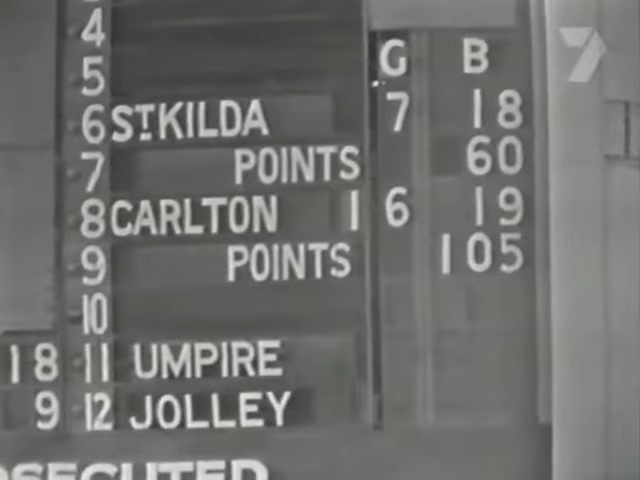 4
G B
5
6 ST. KILDA 7 18
7 POINTS 60
8 CARLTON 16 19
9 POINTS 105
10
18 11 UMPIRE
9 12 JOLLEY
7